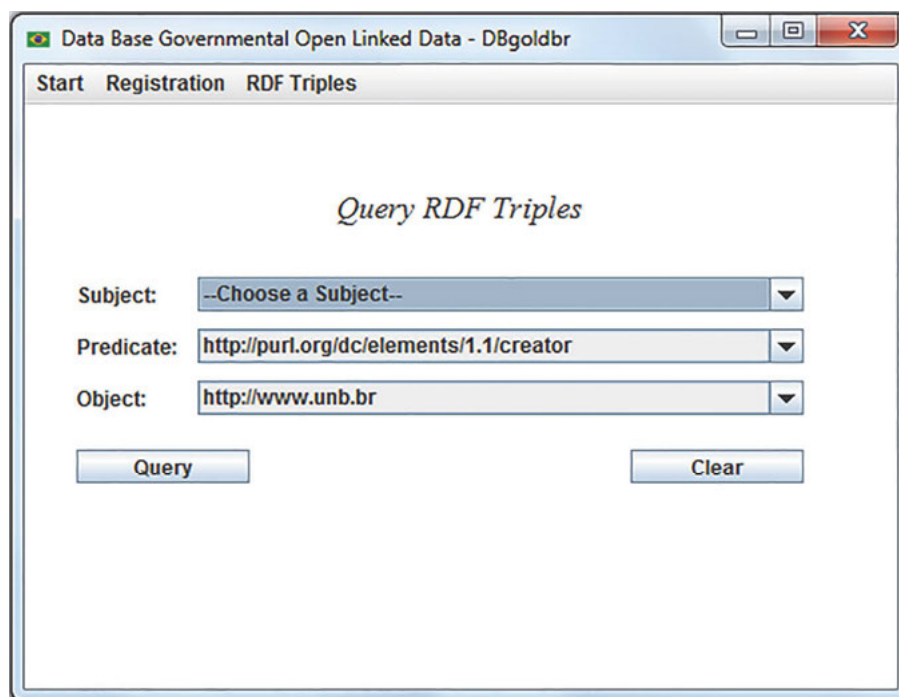 Data Base Governmental Open Linked Data - DBgoldbr
Start Registration RDF Triples
Query RDF Triples
Subject: --Choose a Subject--
Predicate: http://purl.org/dc/elements/1.1/creator
Object: http://www.unb.br
Query Clear